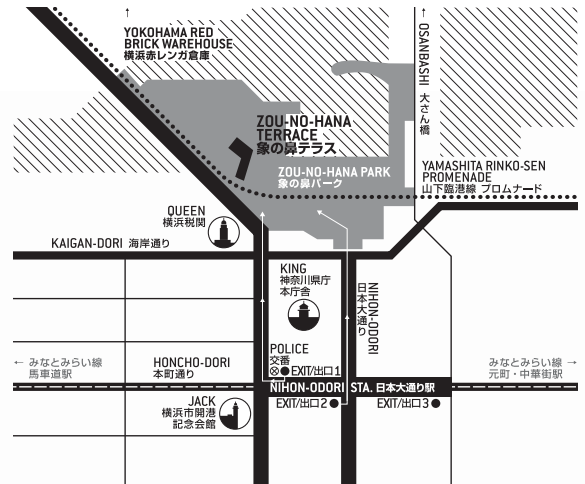 ↑
YOKOHAMA RED
BRICK WAREHOUSE
横浜赤レンガ倉庫
← OSANBASHI 大さん橋
ZOU-NO-HANA
TERRACE
象の鼻テラス
ZOU-NO-HANA PARK
象の鼻パーク
YAMASHITA RINKO-SEN
PROMENADE
山下臨港線 プロムナード
QUEEN
横浜税関
KAIGAN-DORI 海岸通り
KING
神奈川県庁
本庁舎
NIHON-ODORI
日本大通り
POLICE
交番
EXIT/出口1
← みなとみらい線
馬車道駅
HONCHO-DORI
本町通り
みなとみらい線 →
元町・中華街駅
NIHON-ODORI STA. 日本大通り駅
JACK
横浜市開港
記念会館
EXIT/出口2
EXIT/出口3